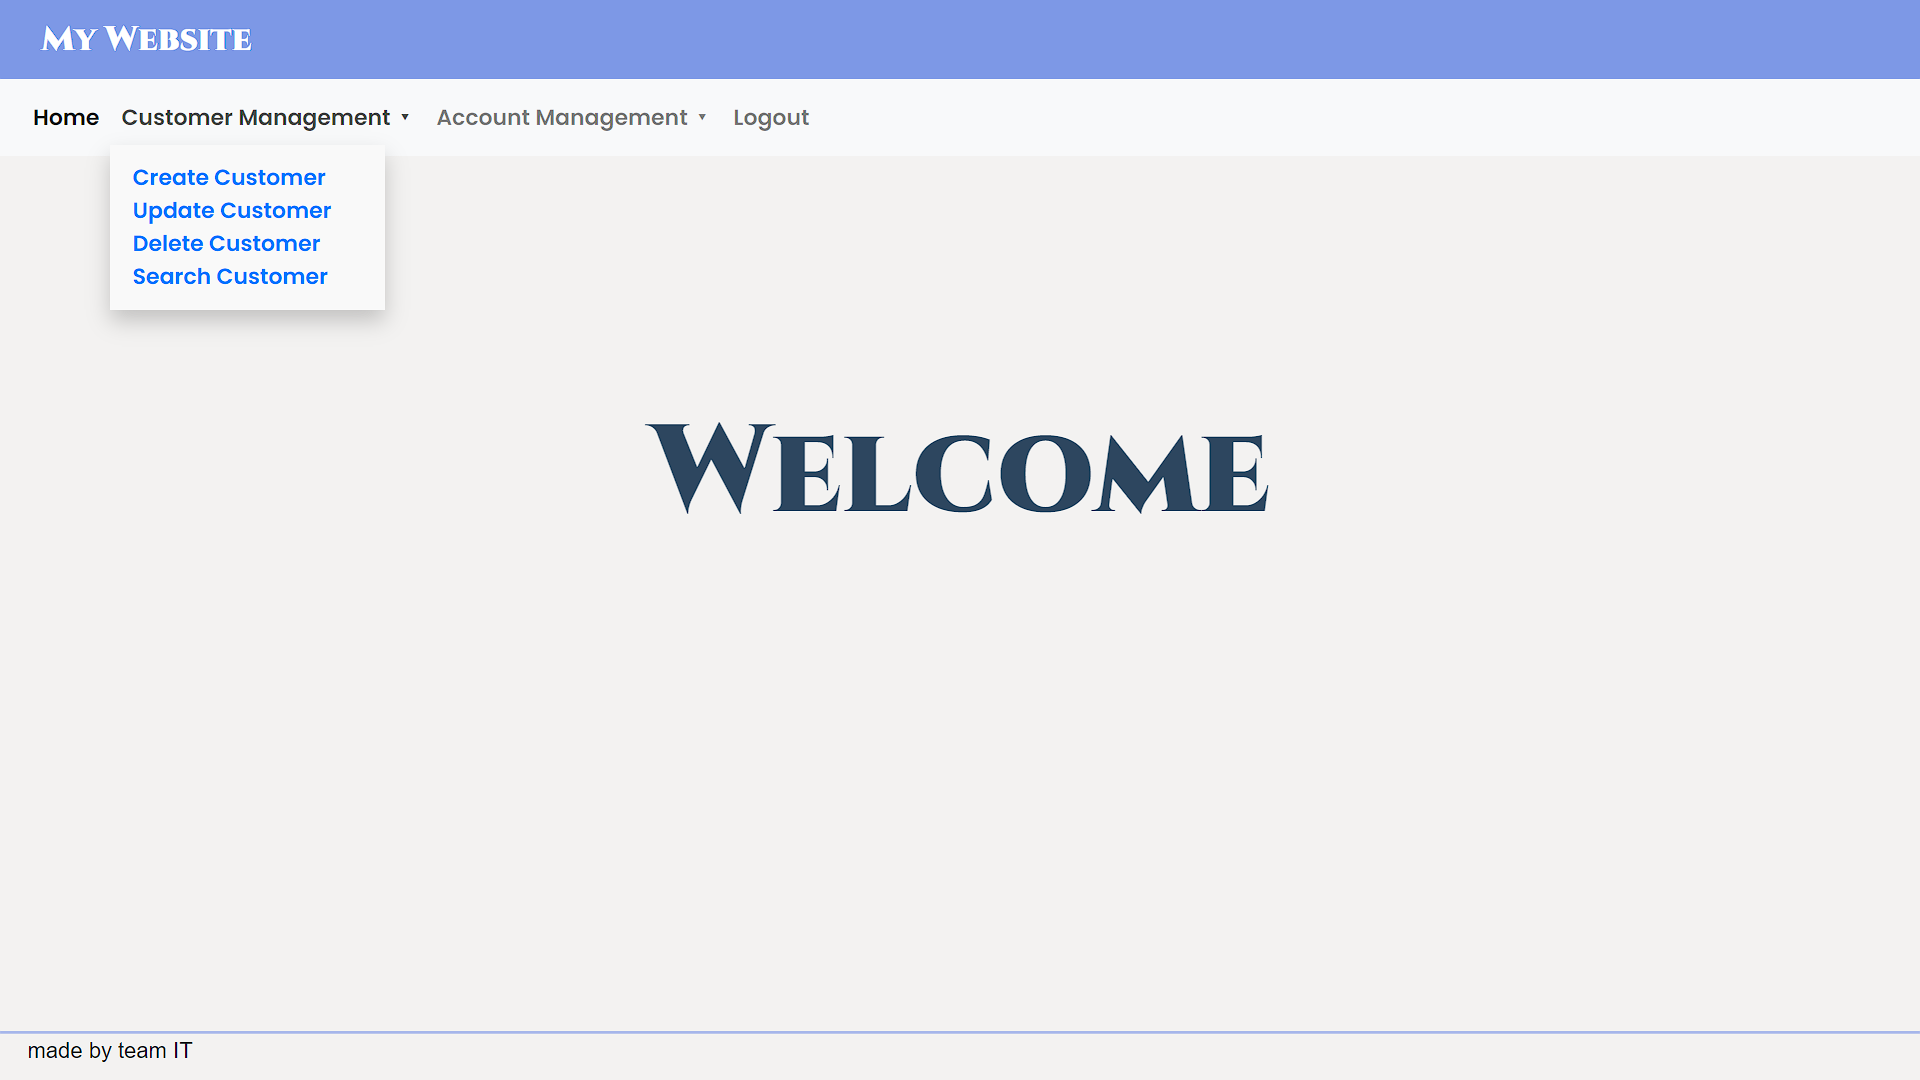 My Website
Home Customer Management ▾ Account Management ▾ Logout
Create Customer
Update Customer
Delete Customer
Search Customer
Welcome
made by team IT